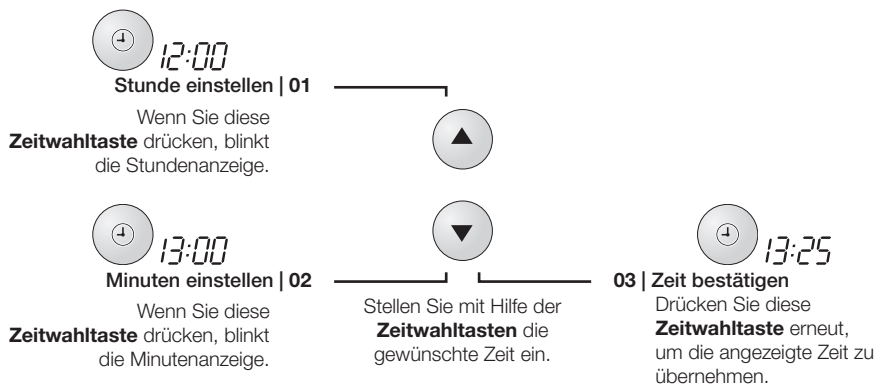 12:00
Stunde einstellen | 01
Wenn Sie diese
Zeitwahltaste drücken, blinkt
die Stundenanzeige.
13:00
Minuten einstellen | 02
Wenn Sie diese
Zeitwahltaste drücken, blinkt
die Minutenanzeige.
Stellen Sie mit Hilfe der
Zeitwahltasten die
gewünschte Zeit ein.
13:25
03 | Zeit bestätigen
Drücken Sie diese
Zeitwahltaste erneut,
um die angezeigte Zeit zu
übernehmen.